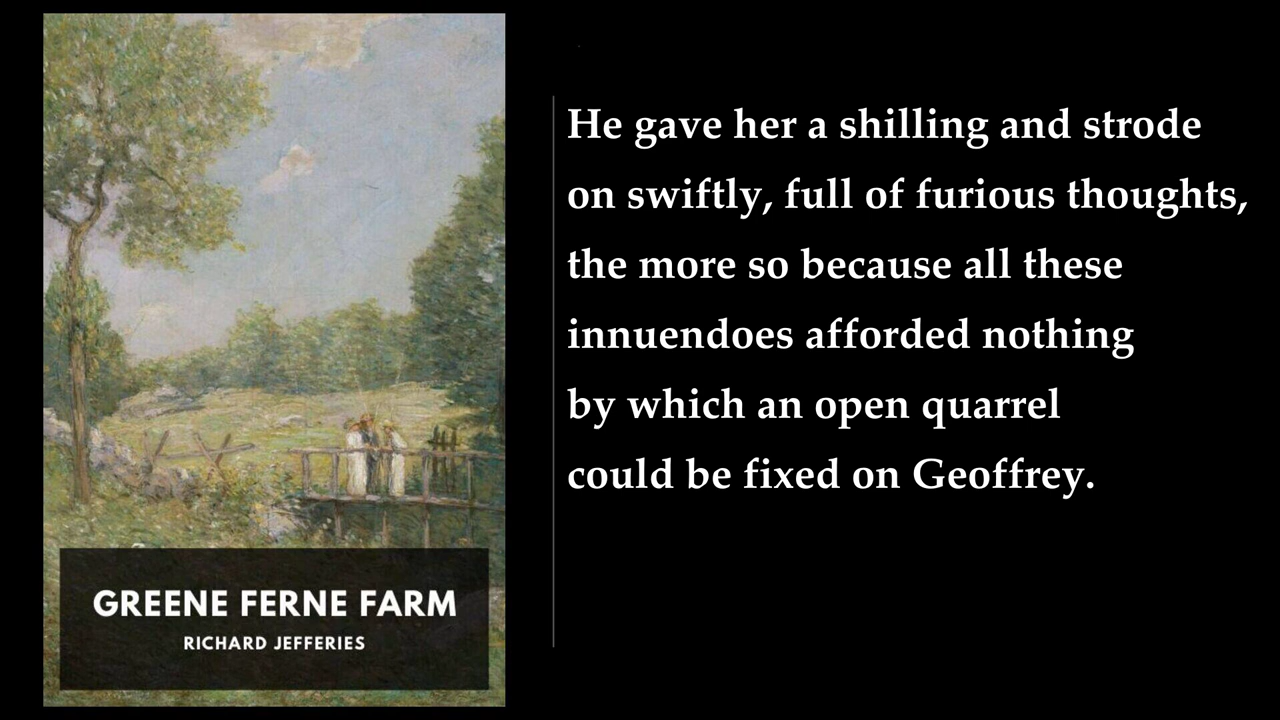 GREENE FERNE FARM
RICHARD JEFFERIES
He gave her a shilling and strode
on swiftly, full of furious thoughts,
the more so because all these
innuendoes afforded nothing
by which an open quarrel
could be fixed on Geoffrey.